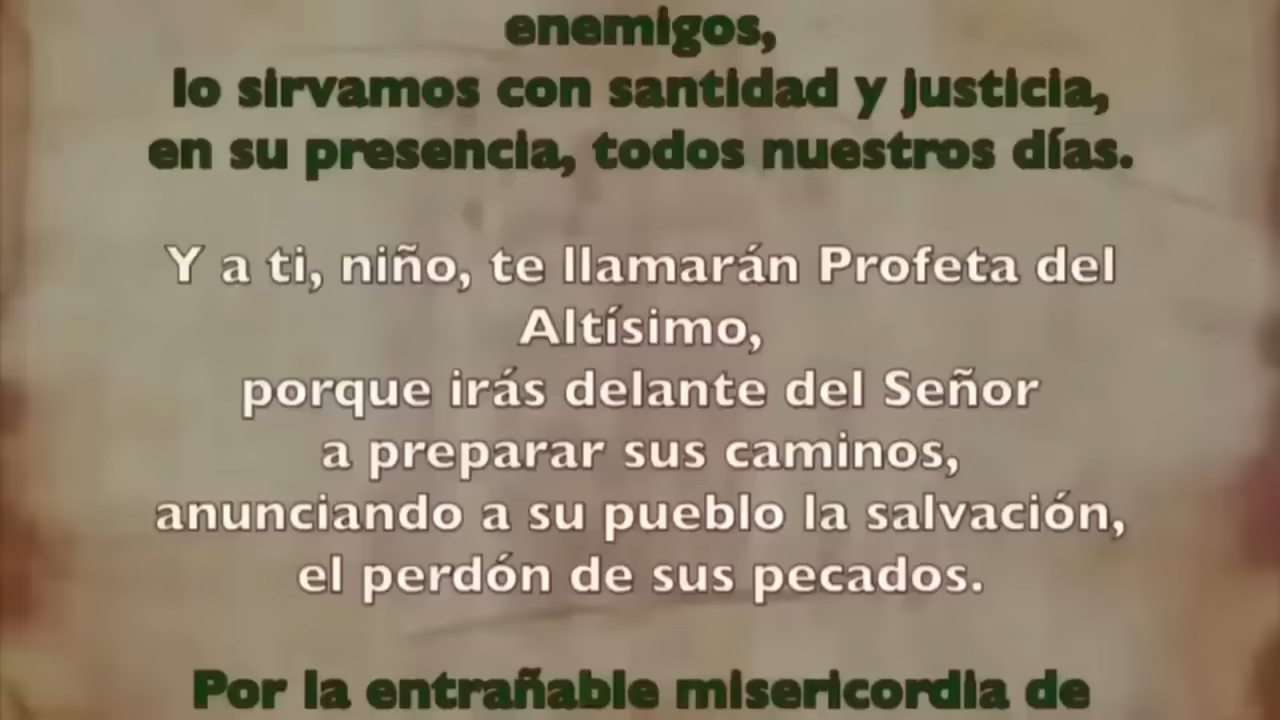 enemigos,
lo sirvamos con santidad y justicia,
en su presencia, todos nuestros días.
Y a ti, niño, te llamarán Profeta del
Altísimo,
porque irás delante del Señor
a preparar sus caminos,
anunciando a su pueblo la salvación,
el perdón de sus pecados.
Por la entrañable misericordia de